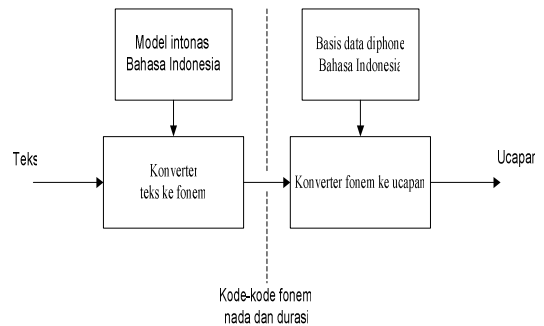 Model intonas
Bahasa Indonesia
Basis data diphone
Bahasa Indonesia
Teks
Konverter
teks ke fonem
Konverter fonem ke ucapan
Ucapan
Kode-kode fonem
nada dan durasi